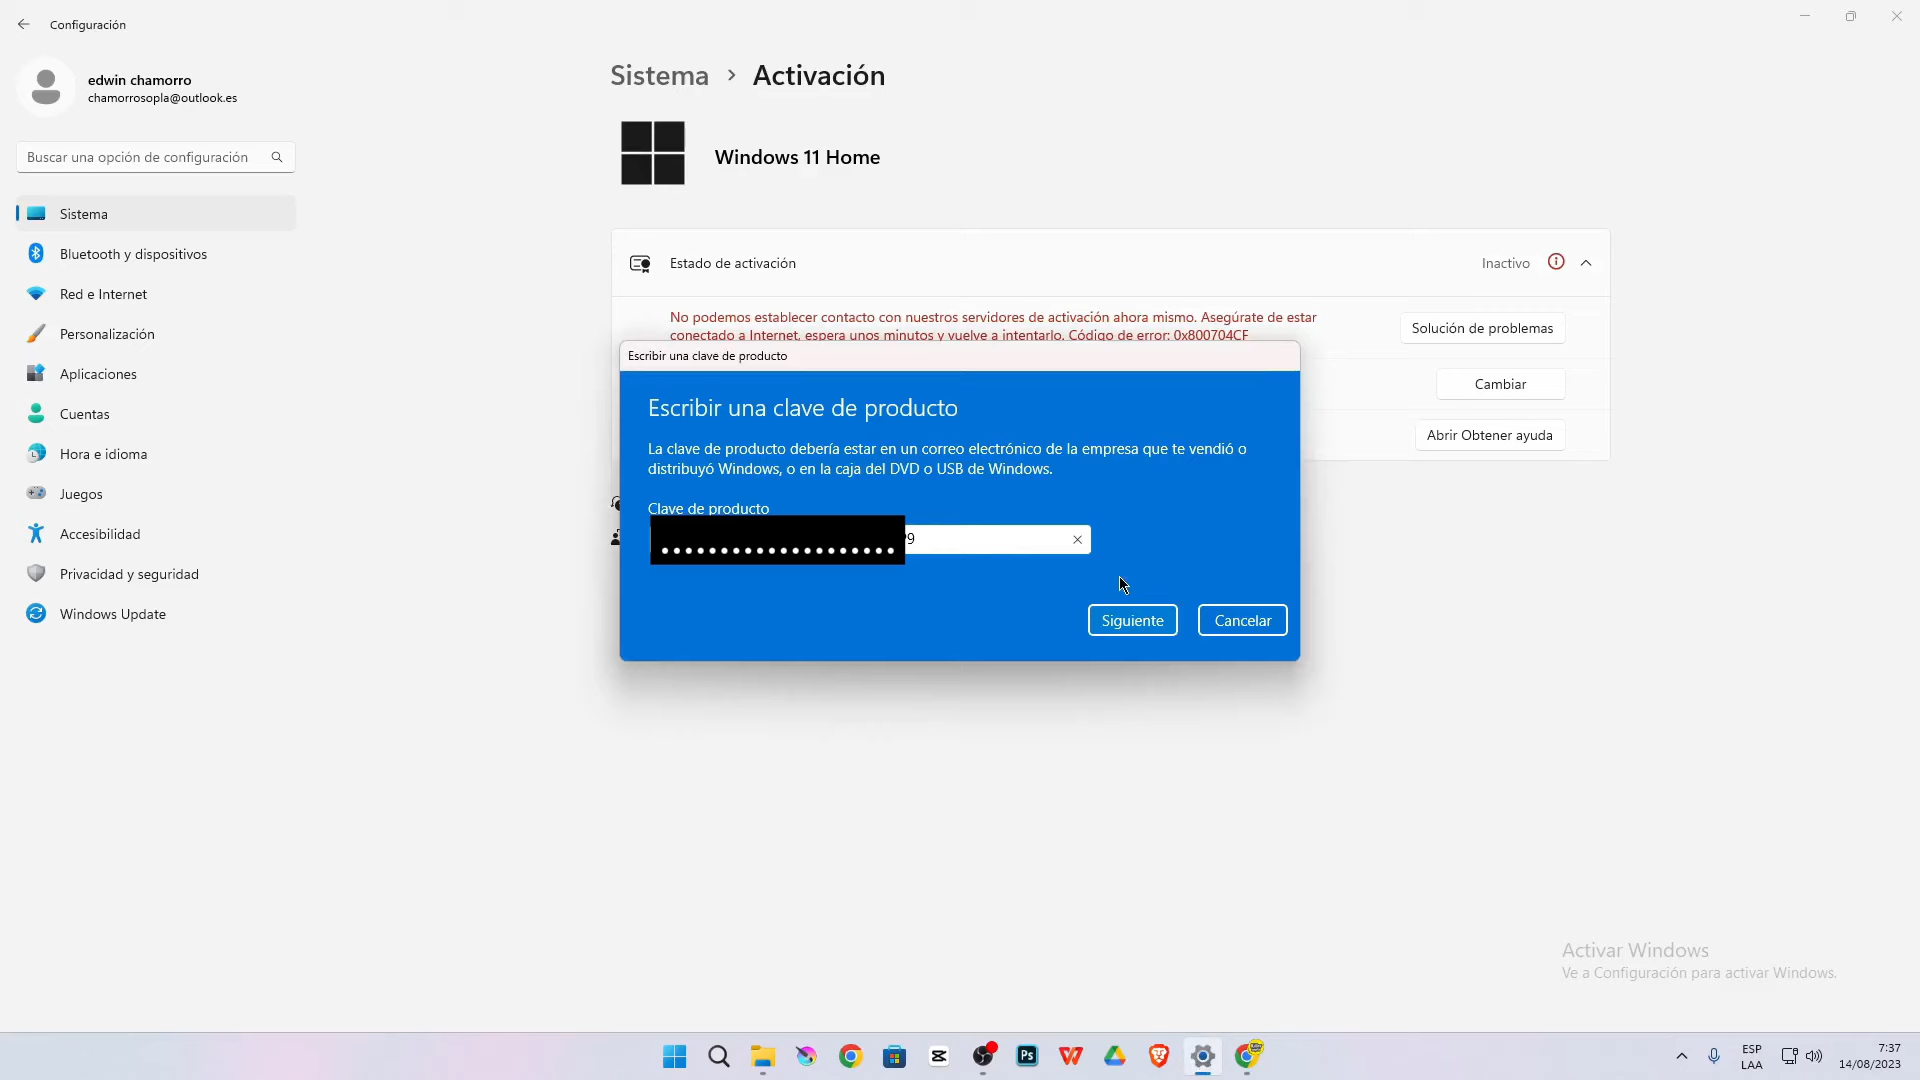 Configuración
edwin chamorro
chamorrosopla@outlook.es
Buscar una opción de configuración
Sistema
Bluetooth y dispositivos
Red e Internet
Personalización
Aplicaciones
Cuentas
Hora e idioma
Juegos
Accesibilidad
Privacidad y seguridad
Windows Update
Sistema > Activación
Windows 11 Home
Estado de activación
Inactivo
No podemos establecer contacto con nuestros servidores de activación ahora mismo. Asegúrate de estar
conectado a Internet, espera unos minutos y vuelve a intentarlo. Código de error: 0x800704CF
Solución de problemas
Cambiar
Abrir Obtener ayuda
Escribir una clave de producto
Escribir una clave de producto
La clave de producto debería estar en un correo electrónico de la empresa que te vendió o
distribuyó Windows, o en la caja del DVD o USB de Windows.
Clave de producto
9
Siguiente
Cancelar
Activar Windows
Ve a Configuración para activar Windows.
Ps
ESP
LAA
7:37
14/08/2023